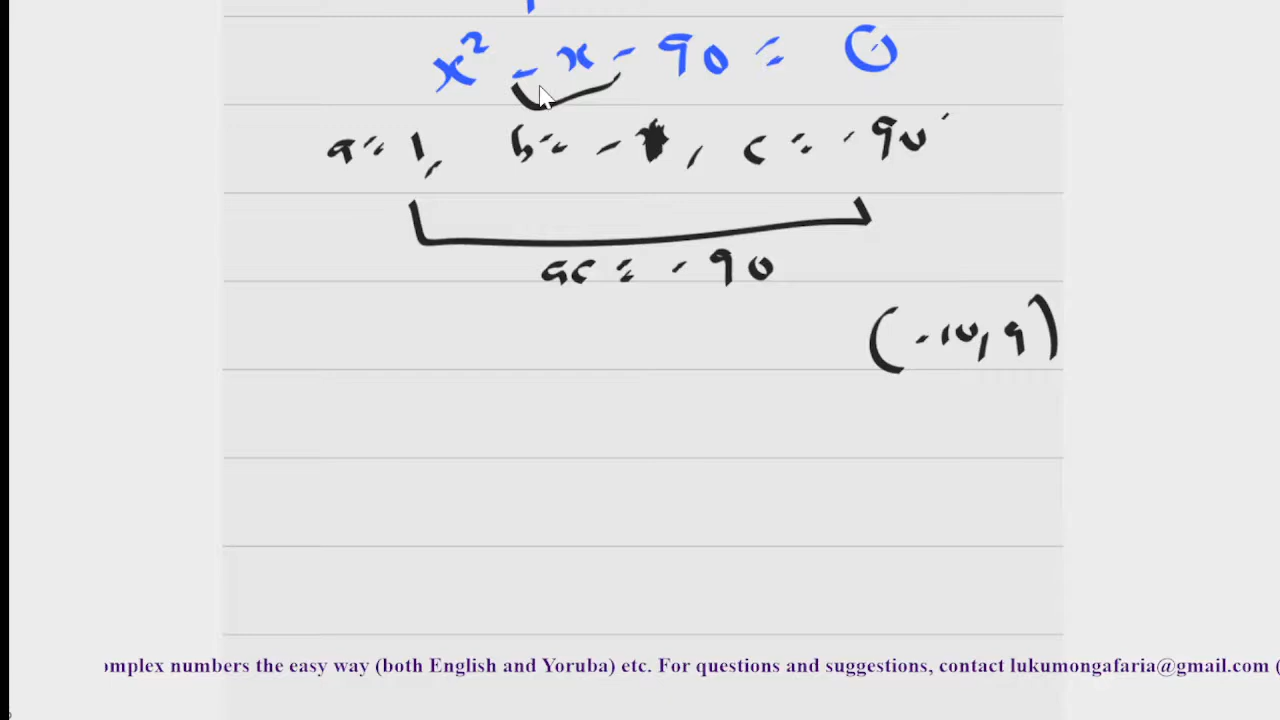 x² - x - 90 = 0
a = 1, b = -1, c = -90
ac = -90
(-10, 9)
omplex numbers the easy way (both English and Yoruba) etc. For questions and suggestions, contact lukumongafaria@gmail.com (